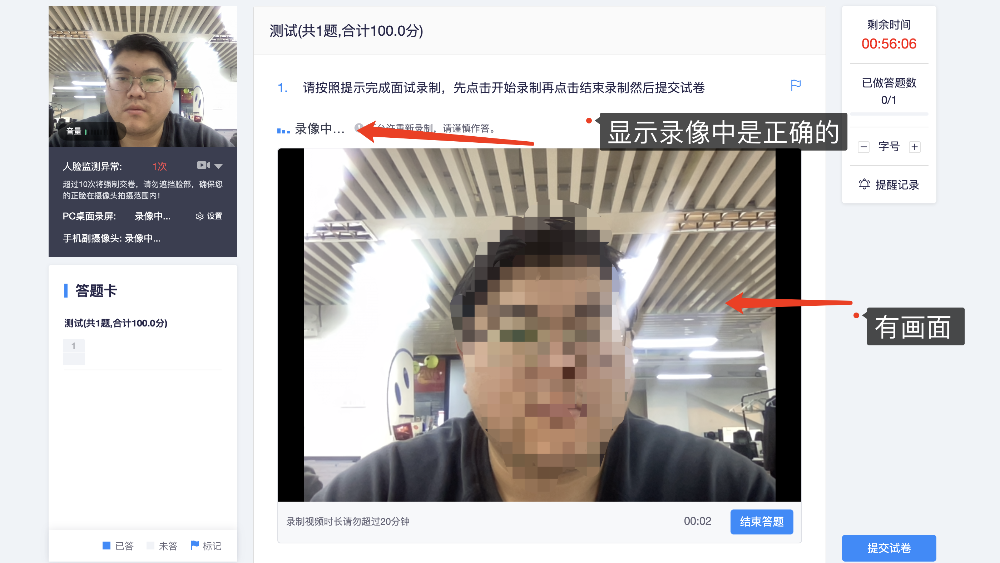 音量
人脸监测异常: 1次
超过10次将强制交卷，请勿遮挡脸部，确保您
的正脸在摄像头拍摄范围内！
PC桌面录屏: 录像中... 设置
手机副摄像头: 录像中...
答题卡
测试(共1题,合计100.0分)
1
已答 未答 标记
测试(共1题,合计100.0分)
1. 请按照提示完成面试录制，先点击开始录制再点击结束录制然后提交试卷
录像中... 允许重新录制，请谨慎作答。
显示录像中是正确的
有画面
录制视频时长请勿超过20分钟 00:02 结束答题
剩余时间
00:56:06
已做答题数
0/1
字号
提醒记录
提交试卷